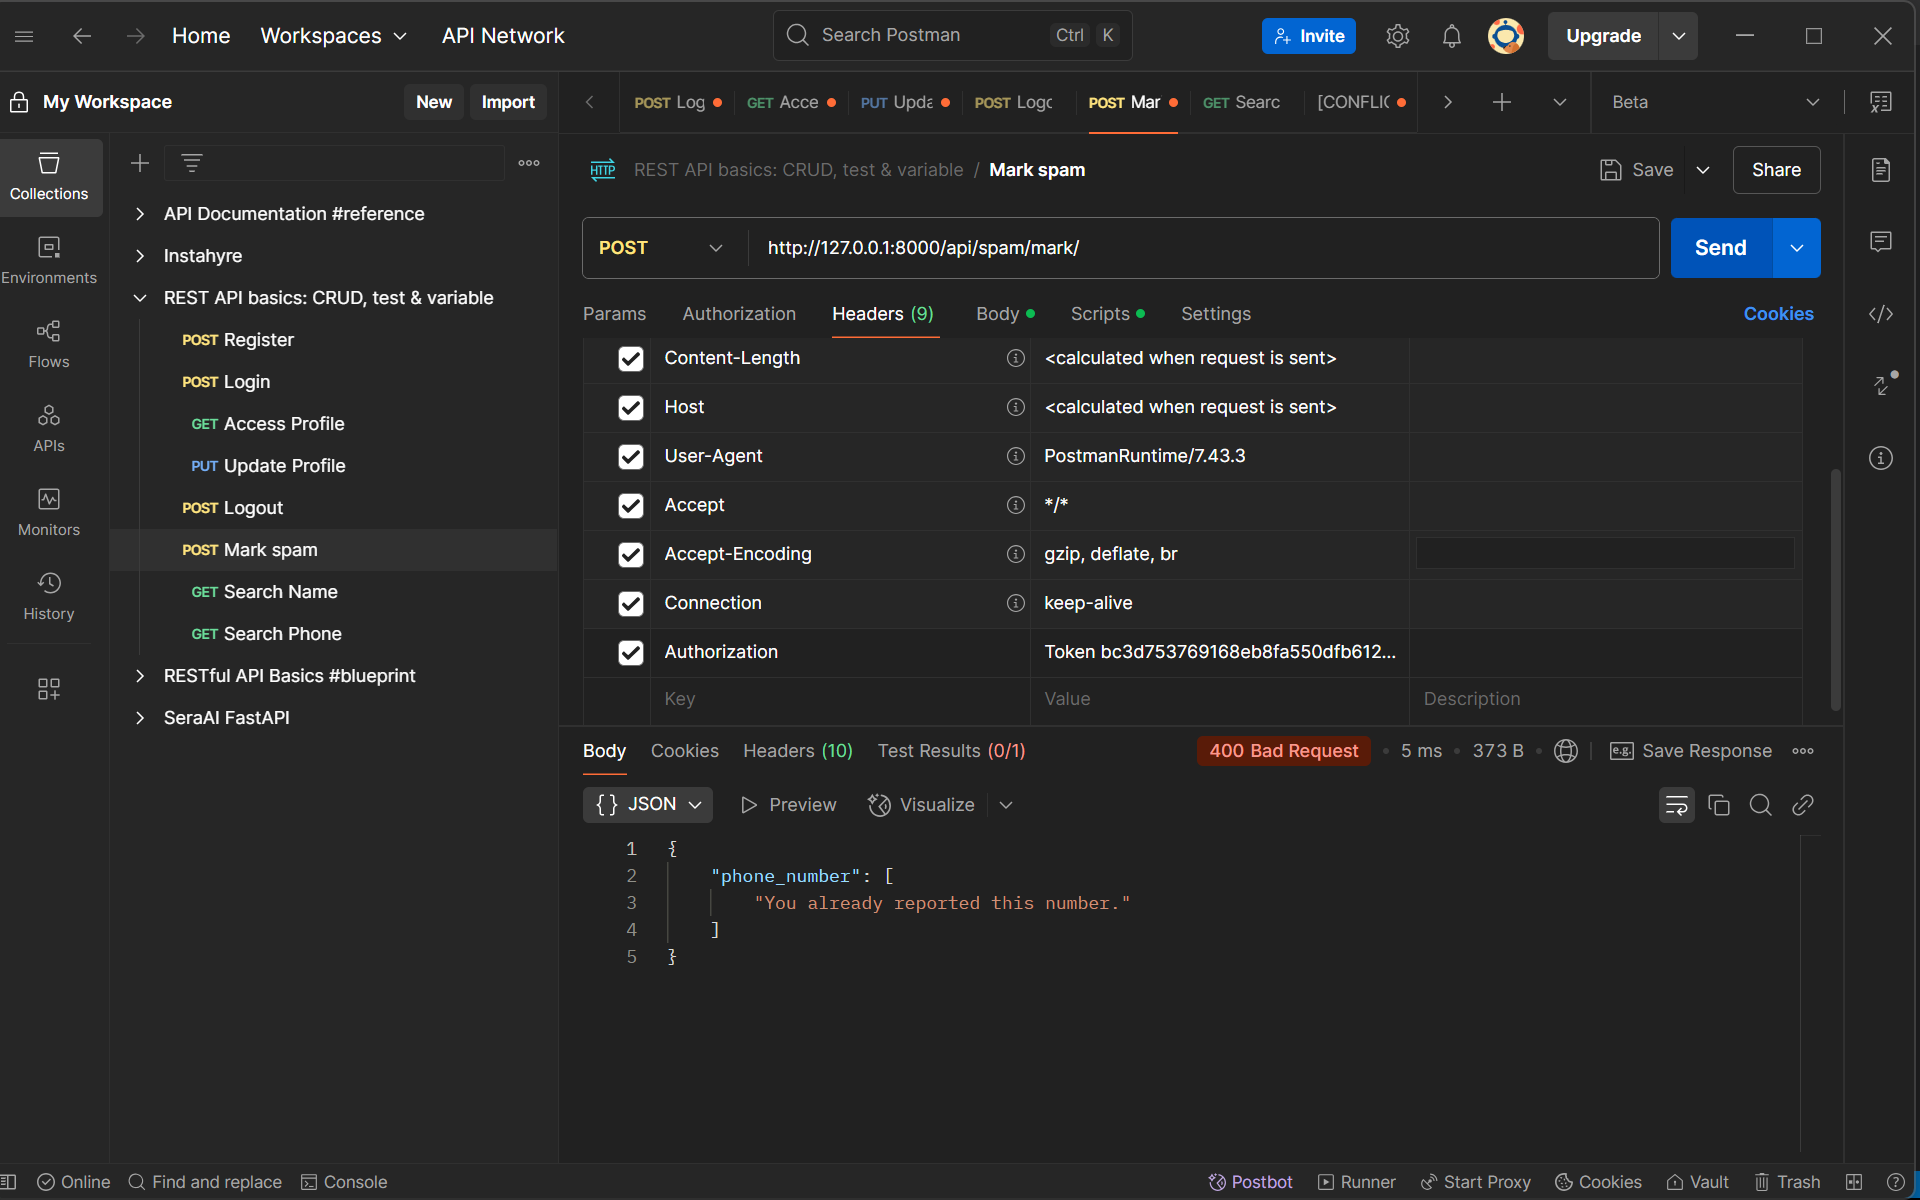 Home Workspaces API Network Search Postman Ctrl K Invite Upgrade
My Workspace New Import
POST Log GET Acce PUT Upda POST Logo POST Mar GET Searc [CONFLIC Beta
Collections
Environments
Flows
APIs
Monitors
History
API Documentation #reference
Instahyre
REST API basics: CRUD, test & variable
POST Register
POST Login
GET Access Profile
PUT Update Profile
POST Logout
POST Mark spam
GET Search Name
GET Search Phone
RESTful API Basics #blueprint
SeraAI FastAPI
HTTP REST API basics: CRUD, test & variable / Mark spam Save Share
POST http://127.0.0.1:8000/api/spam/mark/ Send
Params Authorization Headers (9) Body Scripts Settings Cookies
Content-Length <calculated when request is sent>
Host <calculated when request is sent>
User-Agent PostmanRuntime/7.43.3
Accept */*
Accept-Encoding gzip, deflate, br
Connection keep-alive
Authorization Token bc3d753769168eb8fa550dfb612...
Key Value Description
Body Cookies Headers (10) Test Results (0/1) 400 Bad Request • 5 ms • 373 B • e.g. Save Response
{} JSON Preview Visualize
1 {
2 "phone_number": [
3 "You already reported this number."
4 ]
5 }
Online Find and replace Console Postbot Runner Start Proxy Cookies Vault Trash